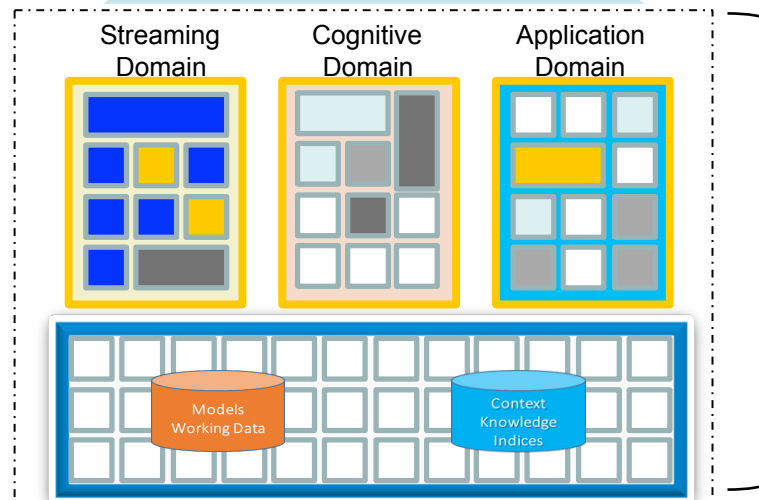 Streaming
Domain
Cognitive
Domain
Application
Domain
Models
Working Data
Context
Knowledge
Indices